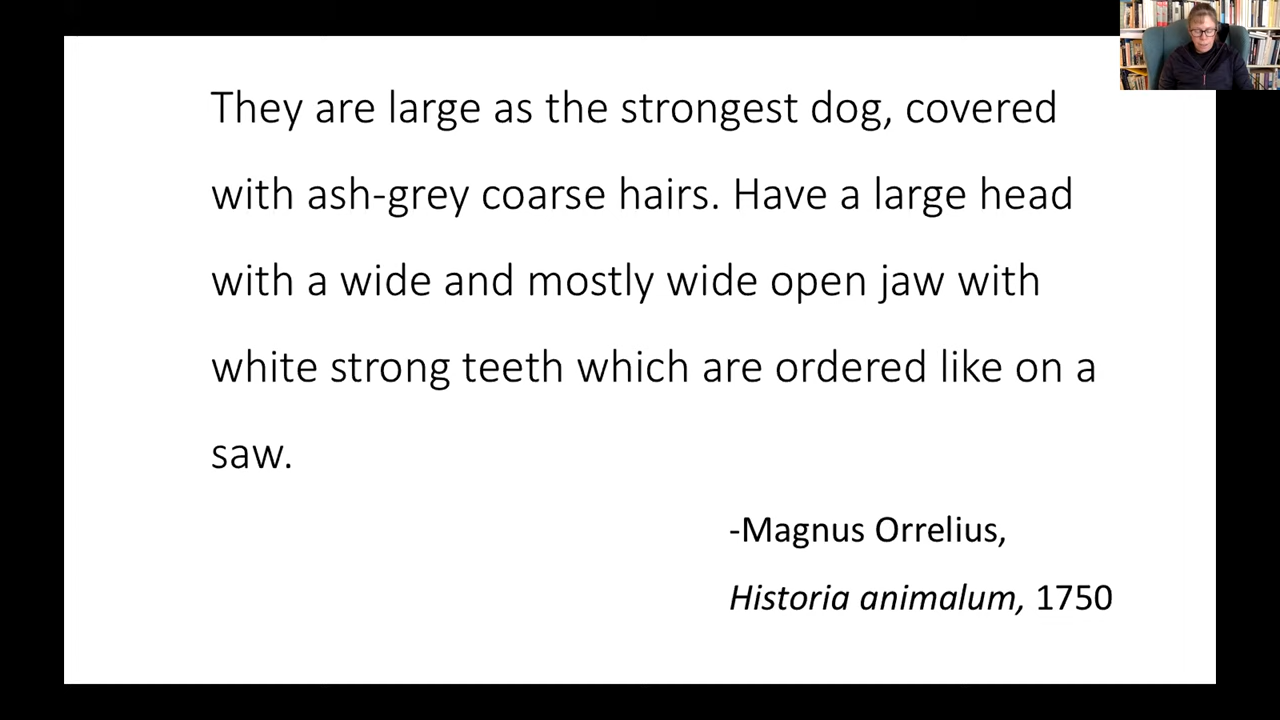 They are large as the strongest dog, covered
with ash-grey coarse hairs. Have a large head
with a wide and mostly wide open jaw with
white strong teeth which are ordered like on a
saw.
-Magnus Orrelius,
Historia animalum, 1750